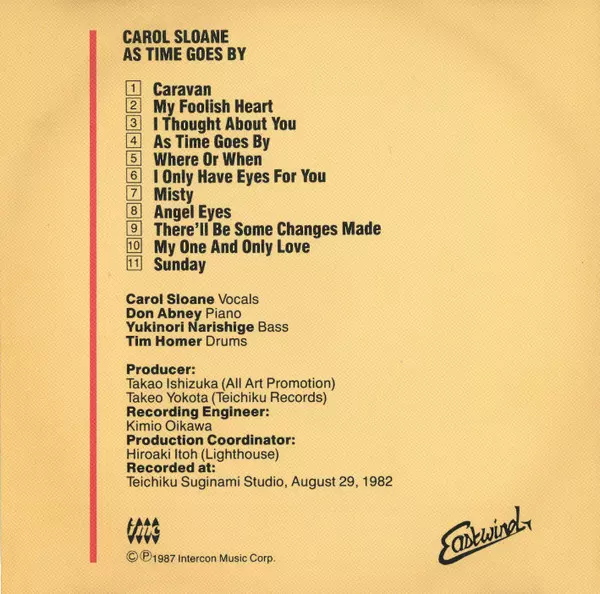 CAROL SLOANE
AS TIME GOES BY
1 Caravan
2 My Foolish Heart
3 I Thought About You
4 As Time Goes By
5 Where Or When
6 I Only Have Eyes For You
7 Misty
8 Angel Eyes
9 There'll Be Some Changes Made
10 My One And Only Love
11 Sunday
Carol Sloane Vocals
Don Abney Piano
Yukinori Narishige Bass
Tim Homer Drums
Producer:
Takao Ishizuka (All Art Promotion)
Takeo Yokota (Teichiku Records)
Recording Engineer:
Kimio Oikawa
Production Coordinator:
Hiroaki Itoh (Lighthouse)
Recorded at:
Teichiku Suginami Studio, August 29, 1982
Eastwind
© ℗ 1987 Intercon Music Corp.